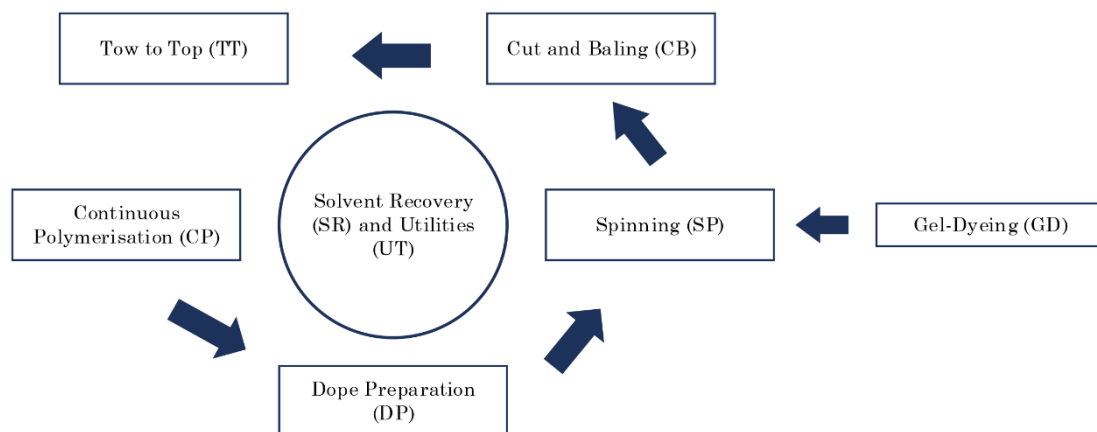 Tow to Top (TT)
Cut and Baling (CB)
Continuous
Polymerisation (CP)
Solvent Recovery
(SR) and Utilities
(UT)
Spinning (SP)
Gel-Dyeing (GD)
Dope Preparation
(DP)